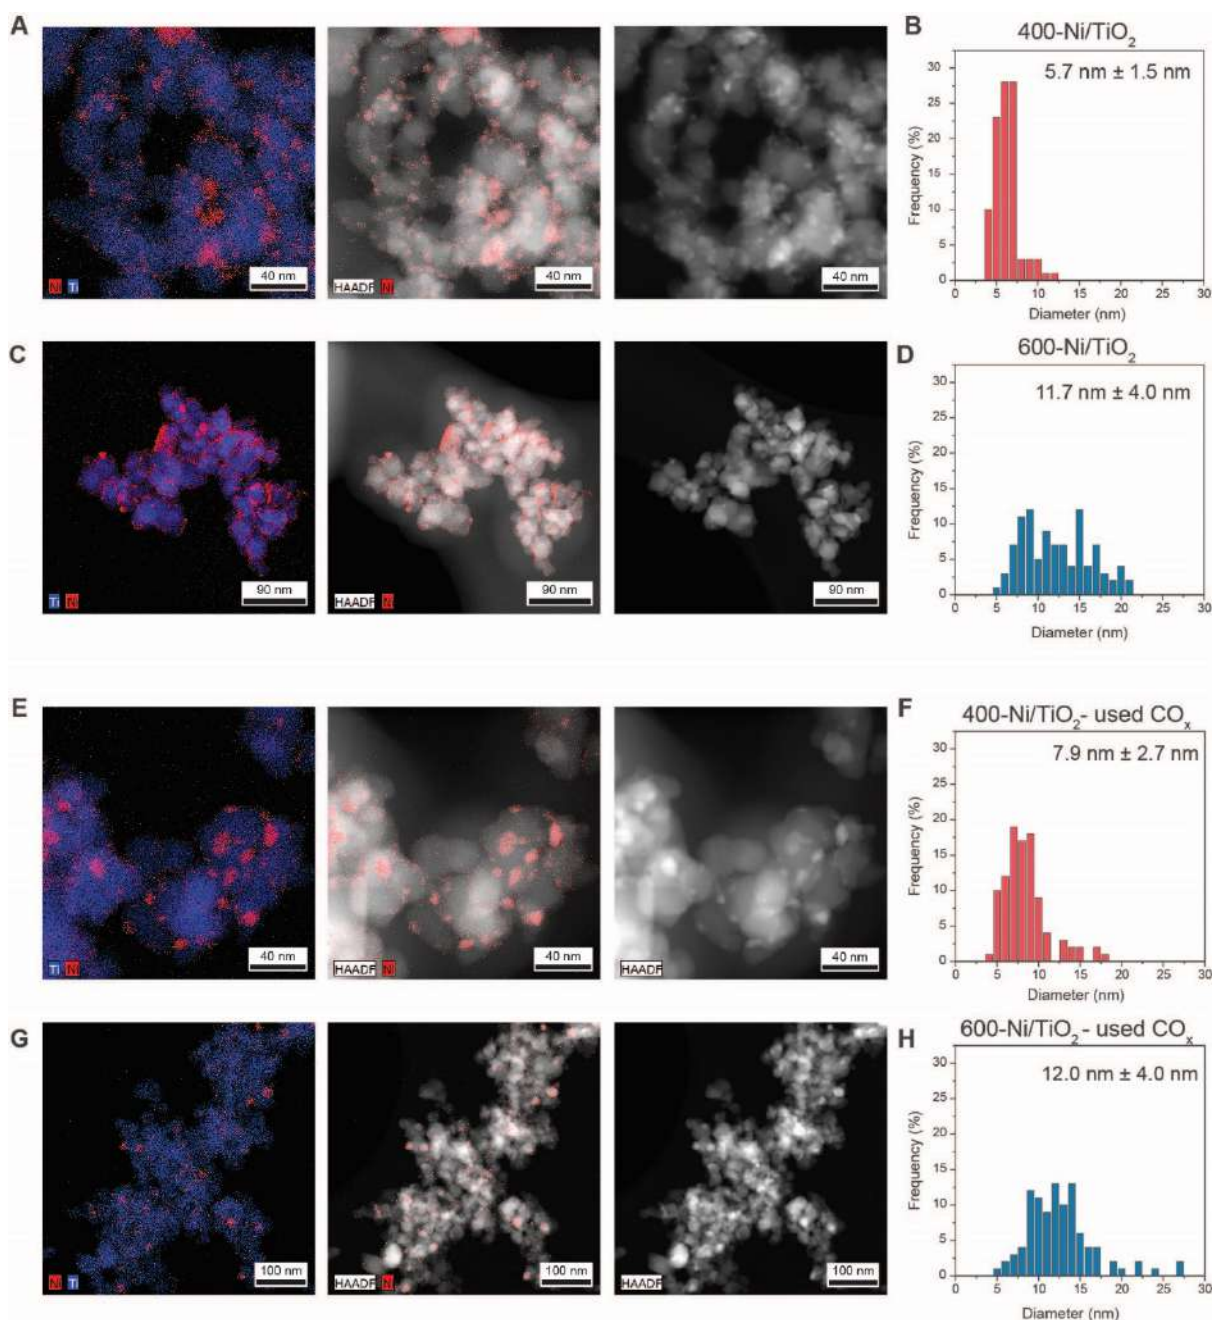 A
Ni Ti
40 nm
HAADF Ni
40 nm
40 nm
B
400-Ni/TiO₂
5.7 nm ± 1.5 nm
Frequency (%)
30
25
20
15
10
5
0
0 5 10 15 20 25 30
Diameter (nm)
C
Ti Ni
90 nm
HAADF Ni
90 nm
90 nm
D
600-Ni/TiO₂
11.7 nm ± 4.0 nm
Frequency (%)
30
25
20
15
10
5
0
0 5 10 15 20 25 30
Diameter (nm)
E
Ti Ni
40 nm
HAADF Ni
40 nm
HAADF
40 nm
F
400-Ni/TiO₂- used COₓ
7.9 nm ± 2.7 nm
Frequency (%)
30
25
20
15
10
5
0
0 5 10 15 20 25 30
Diameter (nm)
G
Ni Ti
100 nm
HAADF Ni
100 nm
HAADF
100 nm
H
600-Ni/TiO₂- used COₓ
12.0 nm ± 4.0 nm
Frequency (%)
30
25
20
15
10
5
0
0 5 10 15 20 25 30
Diameter (nm)